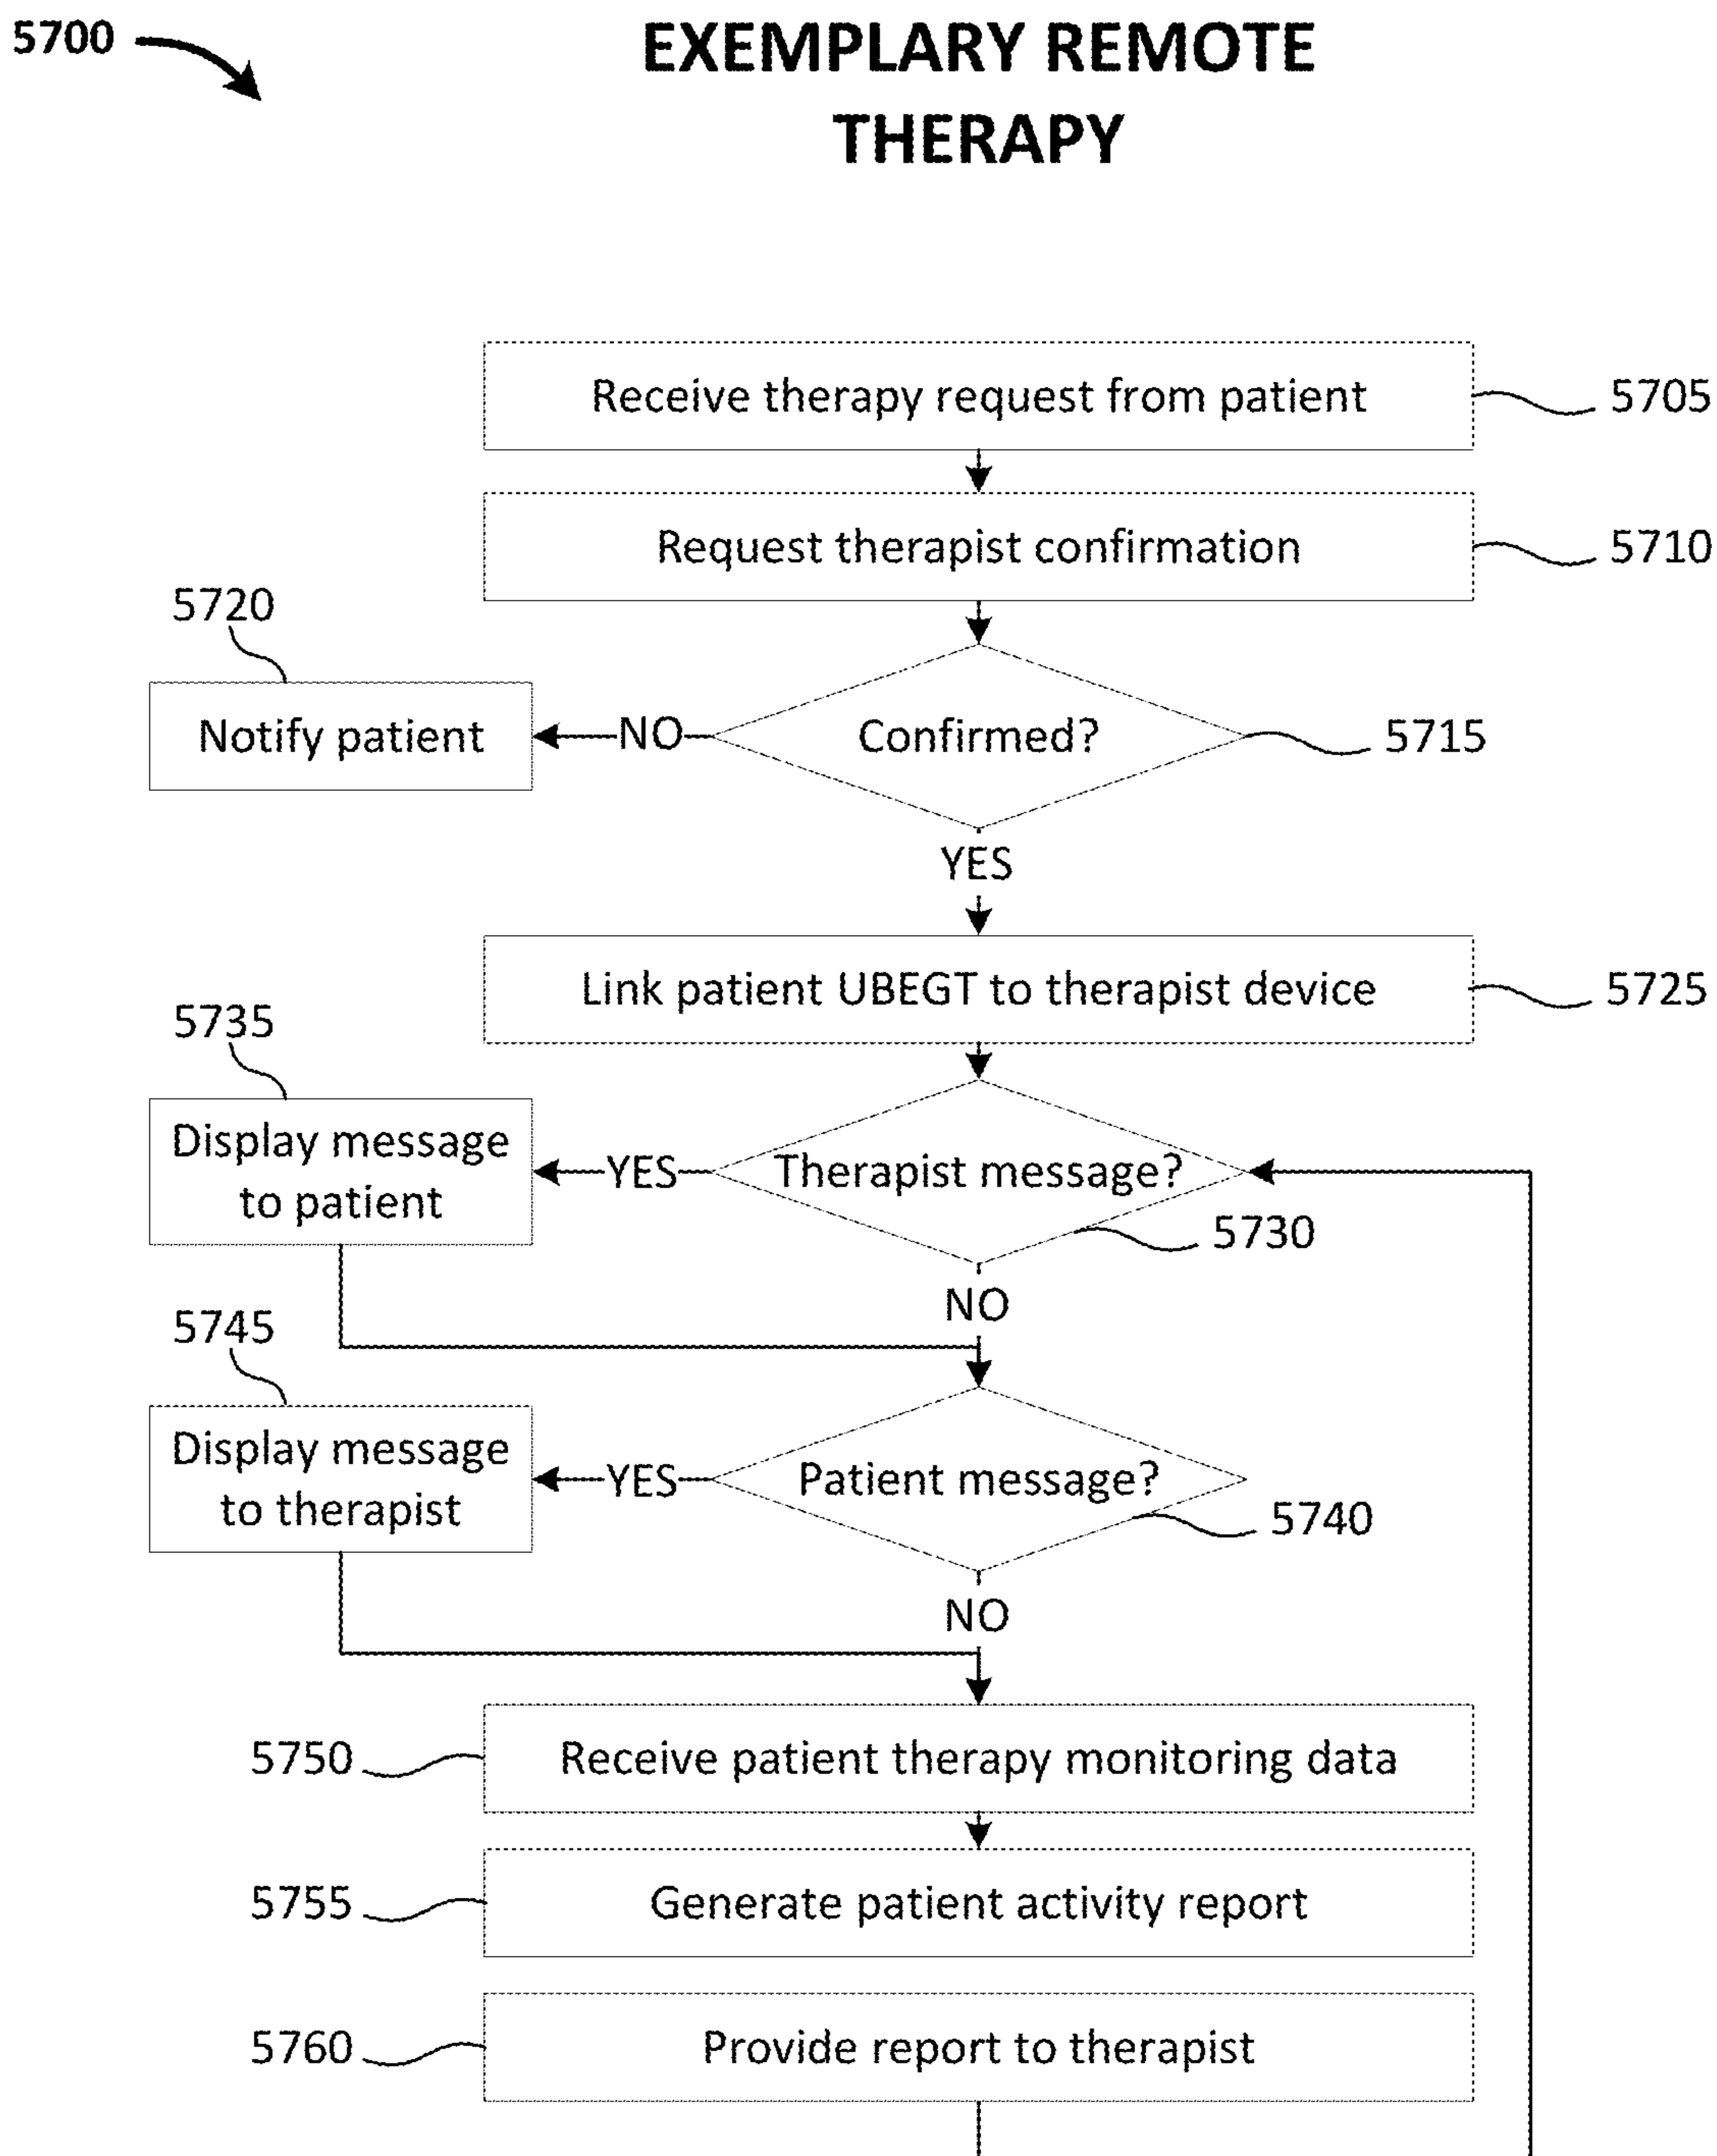 5700
EXEMPLARY REMOTE
THERAPY
Receive therapy request from patient
5705
Request therapist confirmation
5710
5720
Notify patient
NO
Confirmed?
5715
YES
Link patient UBEGT to therapist device
5725
5735
Display message
to patient
YES
Therapist message?
5730
NO
5745
Display message
to therapist
YES
Patient message?
5740
NO
5750
Receive patient therapy monitoring data
5755
Generate patient activity report
5760
Provide report to therapist